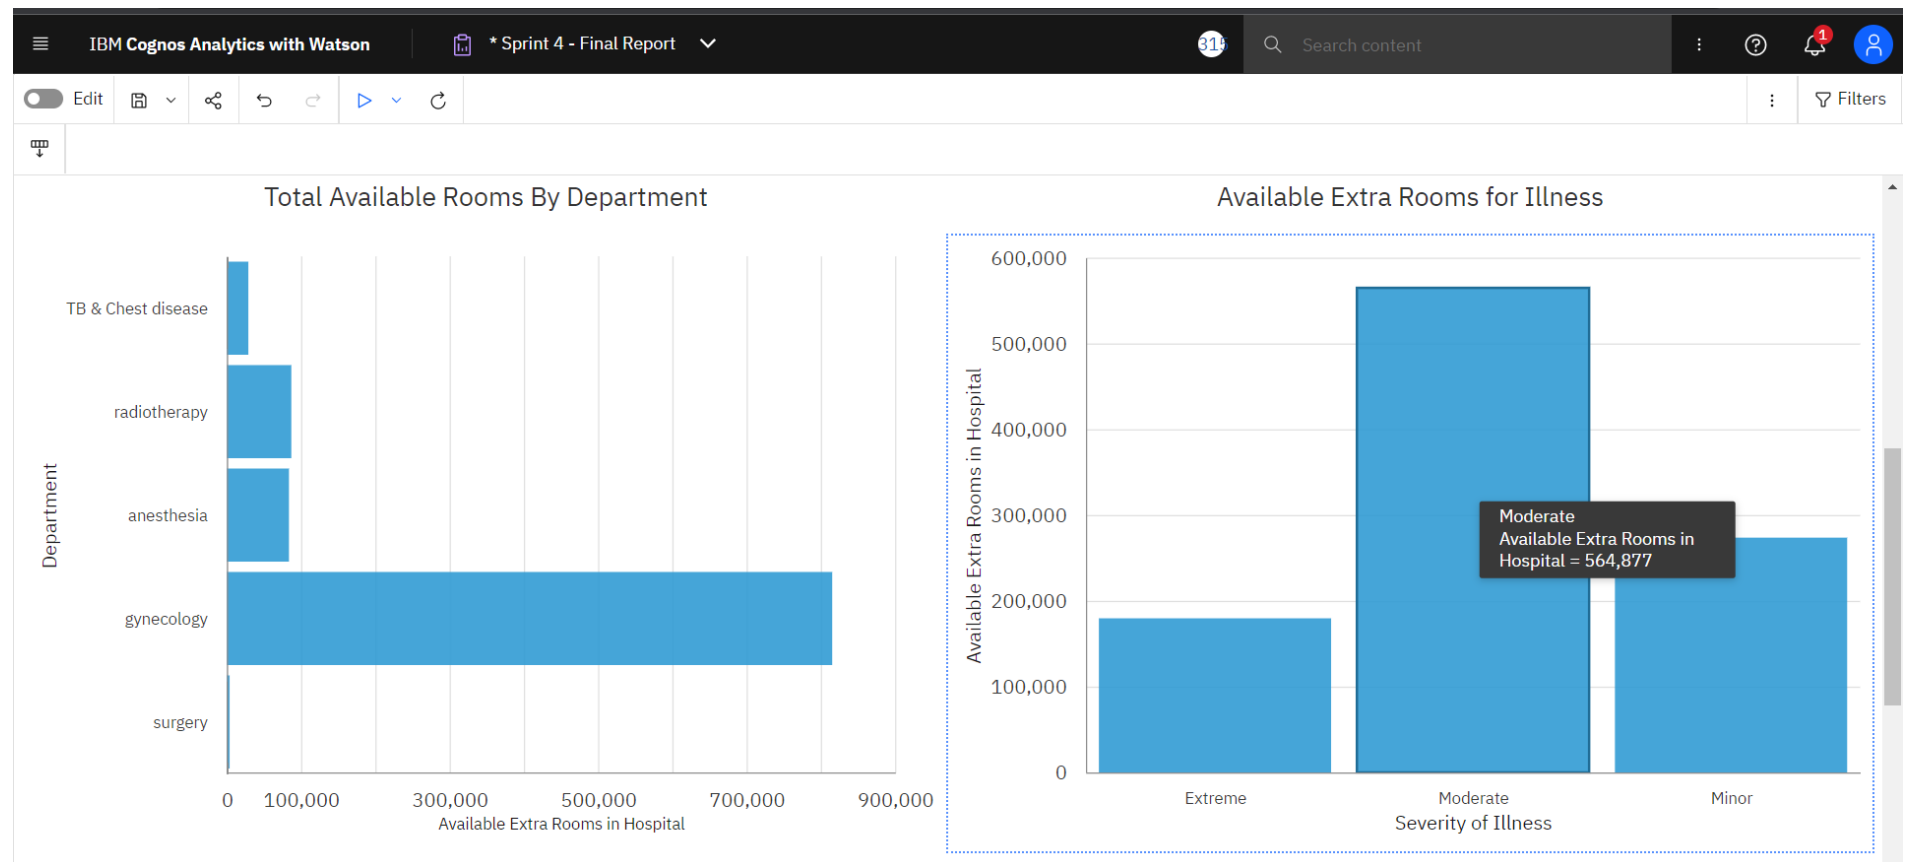 IBM Cognos Analytics with Watson
* Sprint 4 - Final Report
315
Search content
1
Edit
Filters
Total Available Rooms By Department
Department
TB & Chest disease
radiotherapy
anesthesia
gynecology
surgery
0 100,000 300,000 500,000 700,000 900,000
Available Extra Rooms in Hospital
Available Extra Rooms for Illness
Available Extra Rooms in Hospital
600,000
500,000
400,000
300,000
200,000
100,000
0
Moderate
Available Extra Rooms in
Hospital = 564,877
Extreme Moderate Minor
Severity of Illness